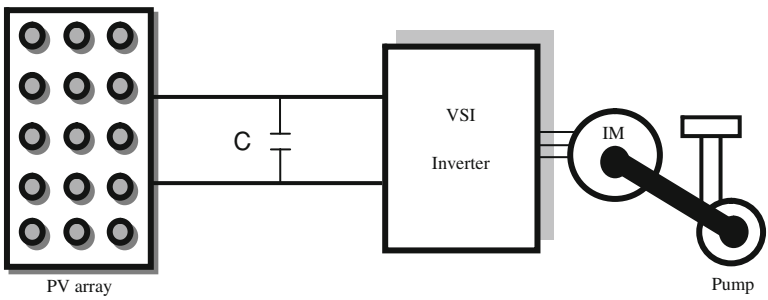 VSI
IM
C
Inverter
PV array
Pump